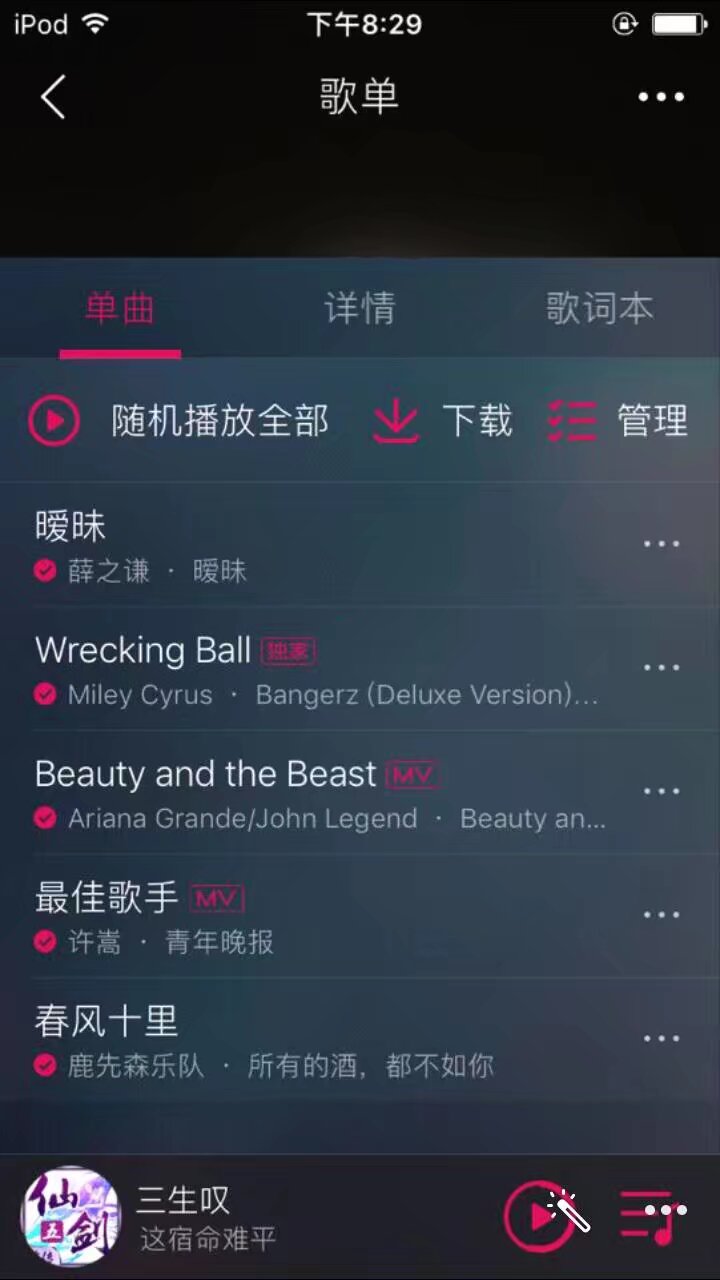 iPod 下午8:29
歌单
单曲 详情 歌词本
随机播放全部 下载 管理
暧昧
薛之谦 · 暧昧
Wrecking Ball 独家
Miley Cyrus · Bangerz (Deluxe Version)...
Beauty and the Beast MV
Ariana Grande/John Legend · Beauty an...
最佳歌手 MV
许嵩 · 青年晚报
春风十里
鹿先森乐队 · 所有的酒，都不如你
仙剑
五
三生叹
这宿命难平